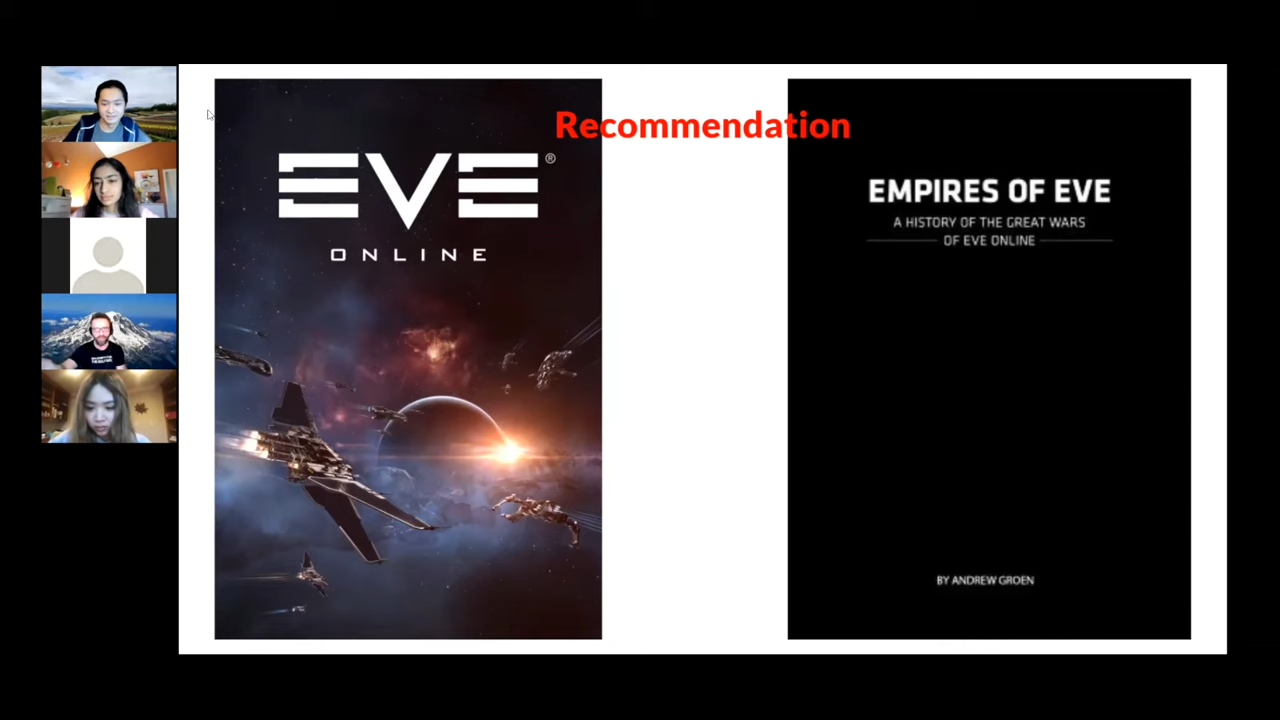 Recommendation
EVE®
ONLINE
EMPIRES OF EVE
A HISTORY OF THE GREAT WARS
OF EVE ONLINE
BY ANDREW GROEN